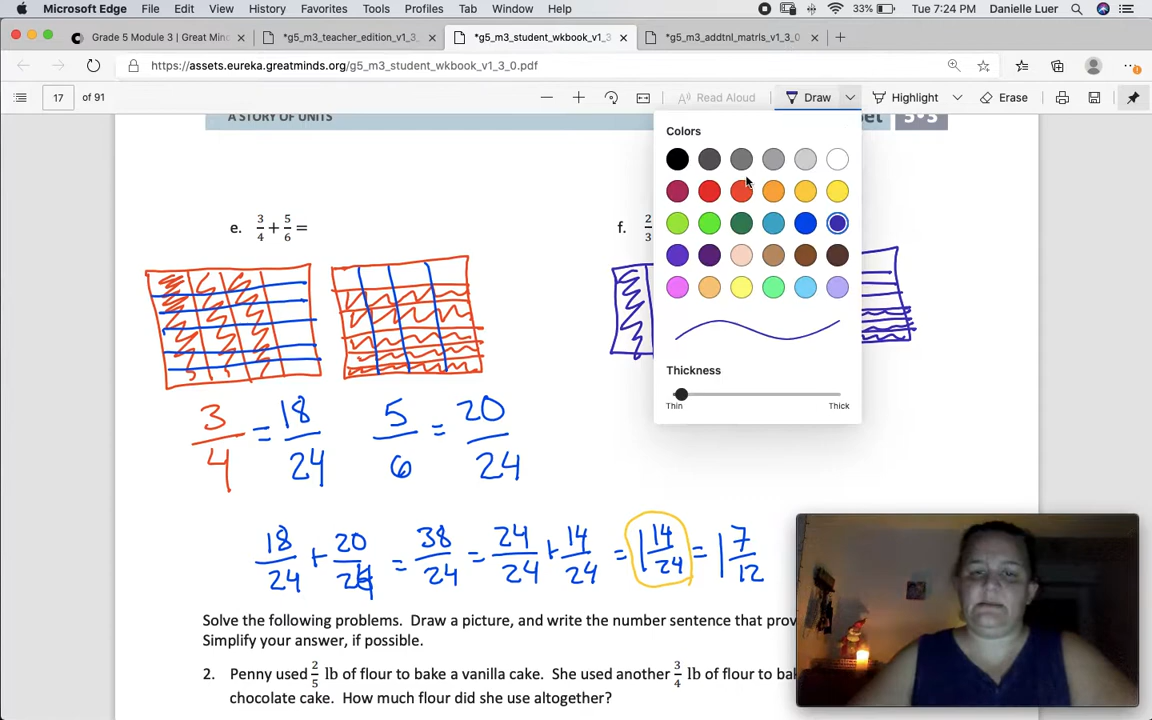 Microsoft Edge File Edit View History Favorites Tools Profiles Tab Window Help 33% Tue 7:24 PM Danielle Luer
Grade 5 Module 3 | Great Min *g5_m3_teacher_edition_v1_3_ *g5_m3_student_wkbook_v1_3 *g5_m3_addtnl_matrls_v1_3_0
https://assets.eureka.greatminds.org/g5_m3_student_wkbook_v1_3_0.pdf
17 of 91 Read Aloud Draw Highlight Erase
A STORY OF UNITS
Colors
e. 3/4 + 5/6 =
f. 2/3
Thickness
Thin Thick
3/4 = 18/24 5/6 = 20/24
18/24 + 20/24 = 38/24 = 24/24 + 14/24 = 1 14/24 = 1 7/12
Solve the following problems. Draw a picture, and write the number sentence that
Simplify your answer, if possible.
2. Penny used 2/5 lb of flour to bake a vanilla cake. She used another 3/4 lb of flour to
chocolate cake. How much flour did she use altogether?